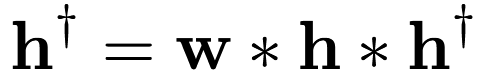 h† = w ∗ h ∗ h†